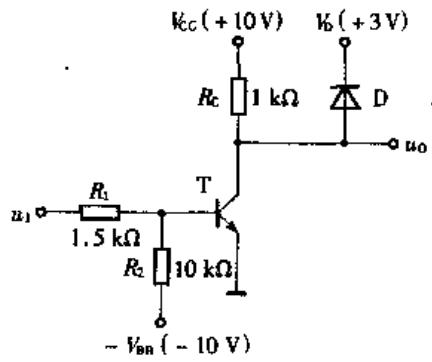 V_CC (+10 V) V_D (+3 V)
R_C 1 kΩ D
u_O
T
R_1
u_I
1.5 kΩ
R_2 10 kΩ
− V_BB (− 10 V)